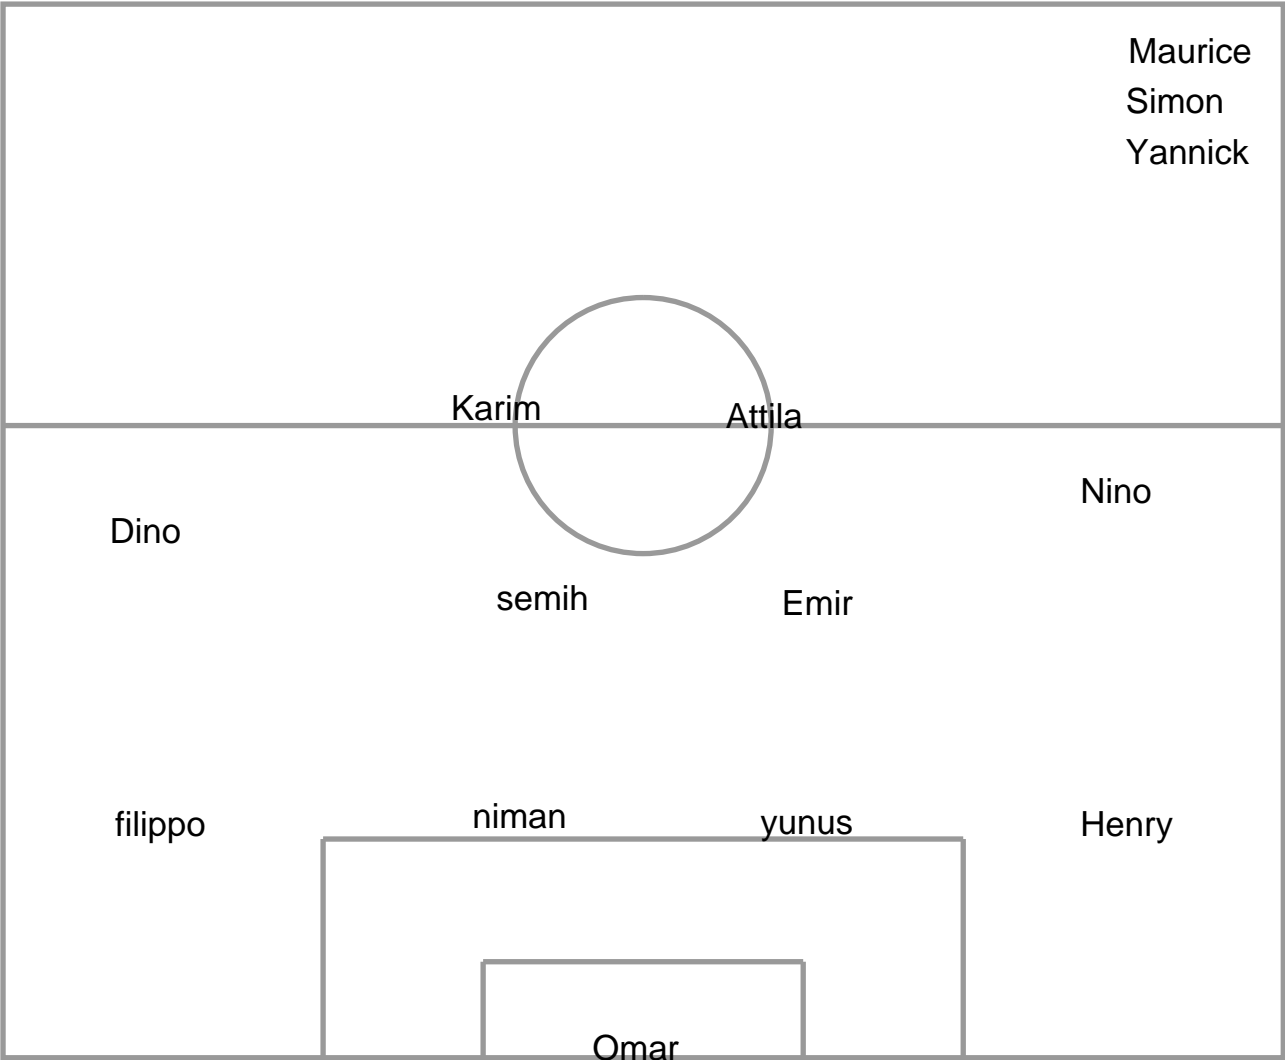 Maurice
Simon
Yannick
Karim
Attila
Nino
Dino
semih
Emir
filippo
niman
yunus
Henry
Omar